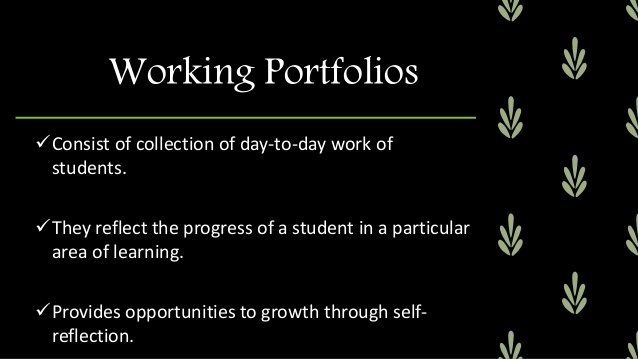 Working Portfolios
✓Consist of collection of day-to-day work of
students.
✓They reflect the progress of a student in a particular
area of learning.
✓Provides opportunities to growth through self-
reflection.